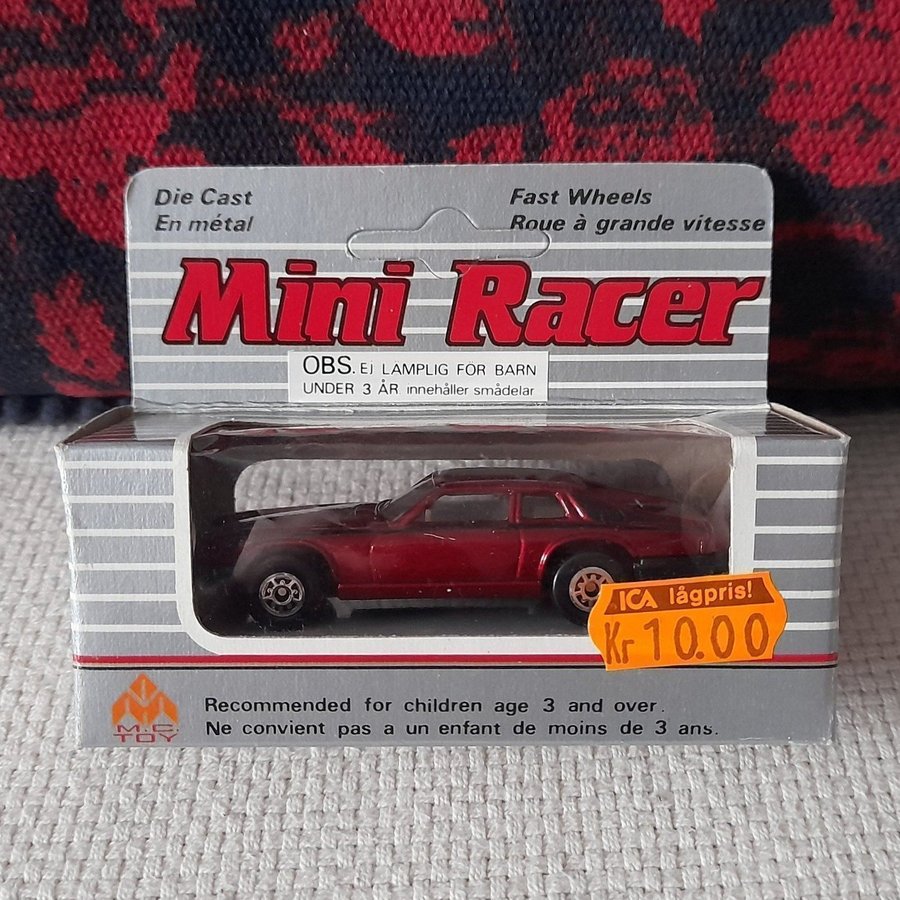 Die Cast
En métal
Fast Wheels
Roue à grande vitesse
Mini Racer
OBS. EJ LAMPLIG FOR BARN
UNDER 3 ÅR. innehåller smådelar
ICA lågpris!
Kr 10.00
M.C.
TOY
Recommended for children age 3 and over.
Ne convient pas a un enfant de moins de 3 ans.